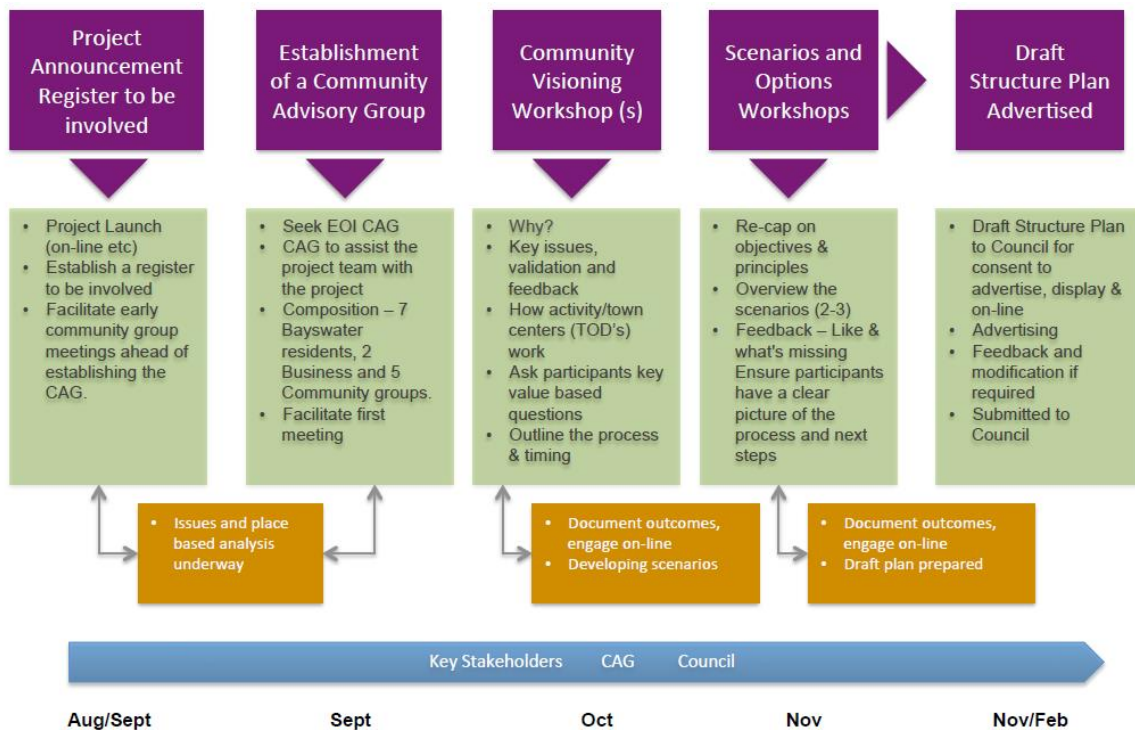 Project
Announcement
Register to be
involved
Establishment
of a Community
Advisory Group
Community
Visioning
Workshop (s)
Scenarios and
Options
Workshops
Draft
Structure Plan
Advertised
• Project Launch
(on-line etc)
• Establish a register
to be involved
• Facilitate early
community group
meetings ahead of
establishing the
CAG.
• Seek EOI CAG
• CAG to assist the
project team with
the project
• Composition – 7
Bayswater
residents, 2
Business and 5
Community groups.
• Facilitate first
meeting
• Why?
• Key issues,
validation and
feedback
• How activity/town
centers (TOD's)
work
• Ask participants key
value based
questions
• Outline the process
& timing
• Re-cap on
objectives &
principles
• Overview the
scenarios (2-3)
• Feedback – Like &
what's missing
Ensure participants
have a clear
picture of the
process and next
steps
• Draft Structure Plan
to Council for
consent to
advertise, display &
on-line
• Advertising
• Feedback and
modification if
required
• Submitted to
Council
• Issues and place
based analysis
underway
• Document outcomes,
engage on-line
• Developing scenarios
• Document outcomes,
engage on-line
• Draft plan prepared
Key Stakeholders CAG Council
Aug/Sept Sept Oct Nov Nov/Feb